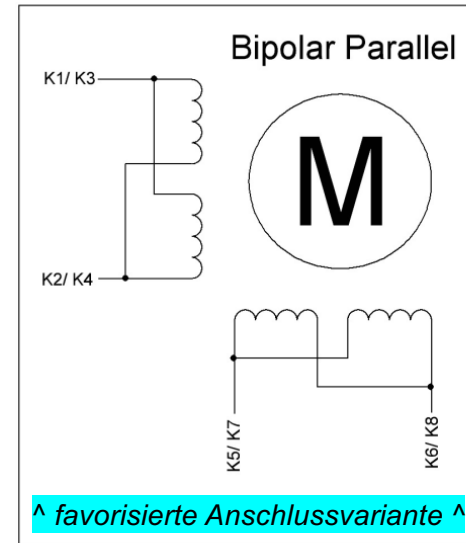 Bipolar Parallel
K1/ K3
M
K2/ K4
K5/ K7
K6/ K8
^ favorisierte Anschlussvariante ^